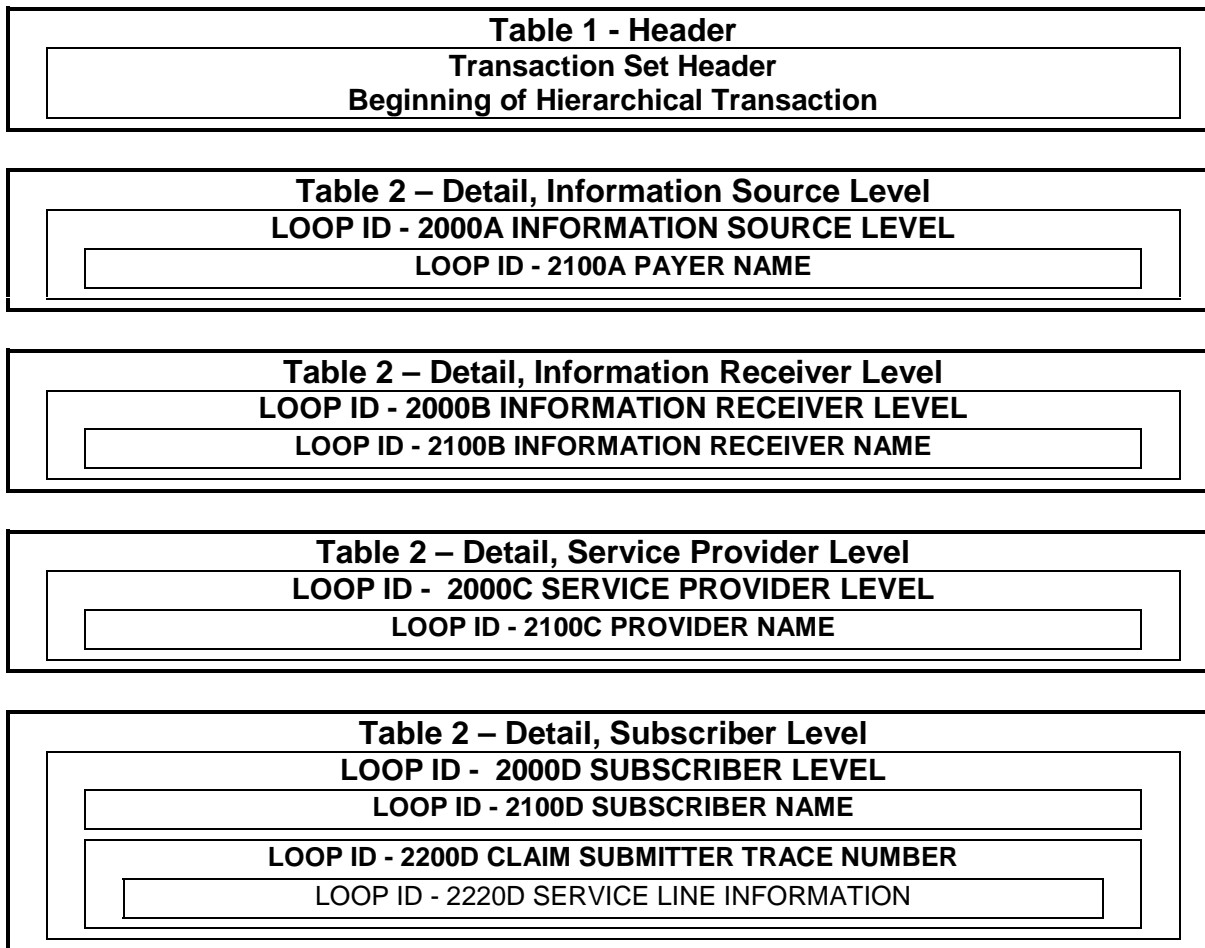 Table 1 - Header
Transaction Set Header
Beginning of Hierarchical Transaction
Table 2 – Detail, Information Source Level
LOOP ID - 2000A INFORMATION SOURCE LEVEL
LOOP ID - 2100A PAYER NAME
Table 2 – Detail, Information Receiver Level
LOOP ID - 2000B INFORMATION RECEIVER LEVEL
LOOP ID - 2100B INFORMATION RECEIVER NAME
Table 2 – Detail, Service Provider Level
LOOP ID - 2000C SERVICE PROVIDER LEVEL
LOOP ID - 2100C PROVIDER NAME
Table 2 – Detail, Subscriber Level
LOOP ID - 2000D SUBSCRIBER LEVEL
LOOP ID - 2100D SUBSCRIBER NAME
LOOP ID - 2200D CLAIM SUBMITTER TRACE NUMBER
LOOP ID - 2220D SERVICE LINE INFORMATION